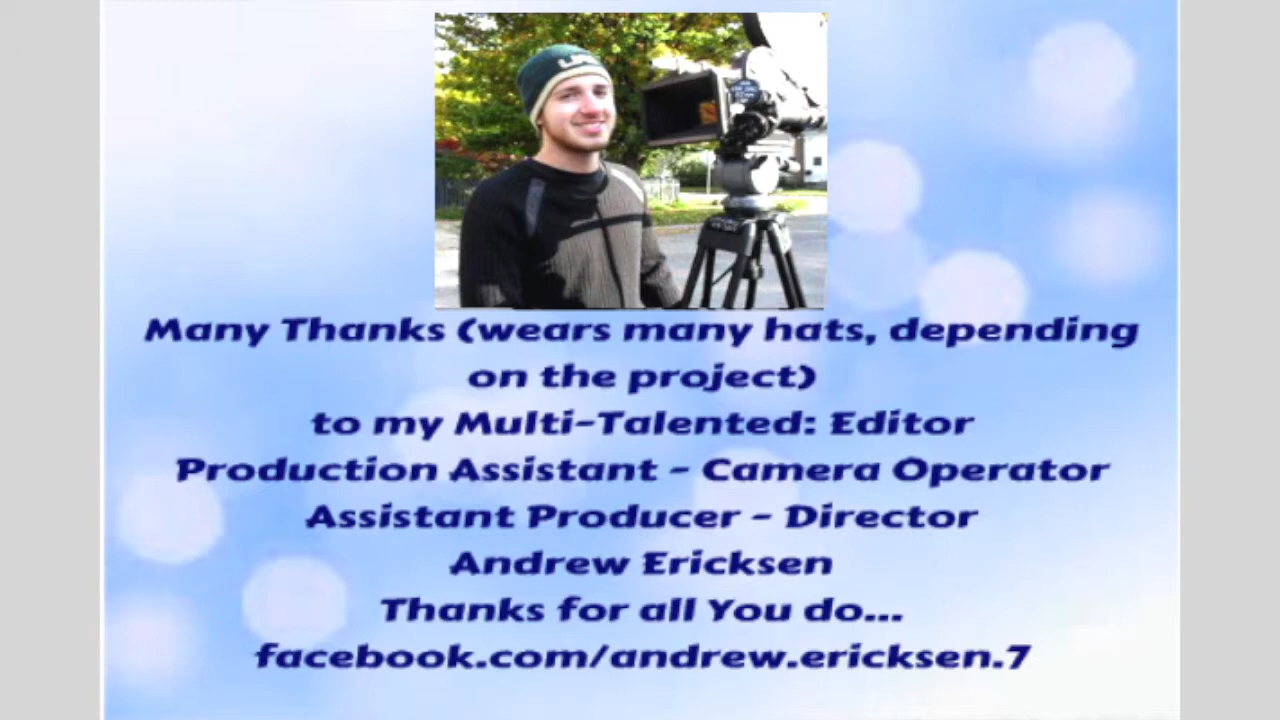 Many Thanks (wears many hats, depending
on the project)
to my Multi-Talented: Editor
Production Assistant - Camera Operator
Assistant Producer - Director
Andrew Ericksen
Thanks for all You do...
facebook.com/andrew.ericksen.7